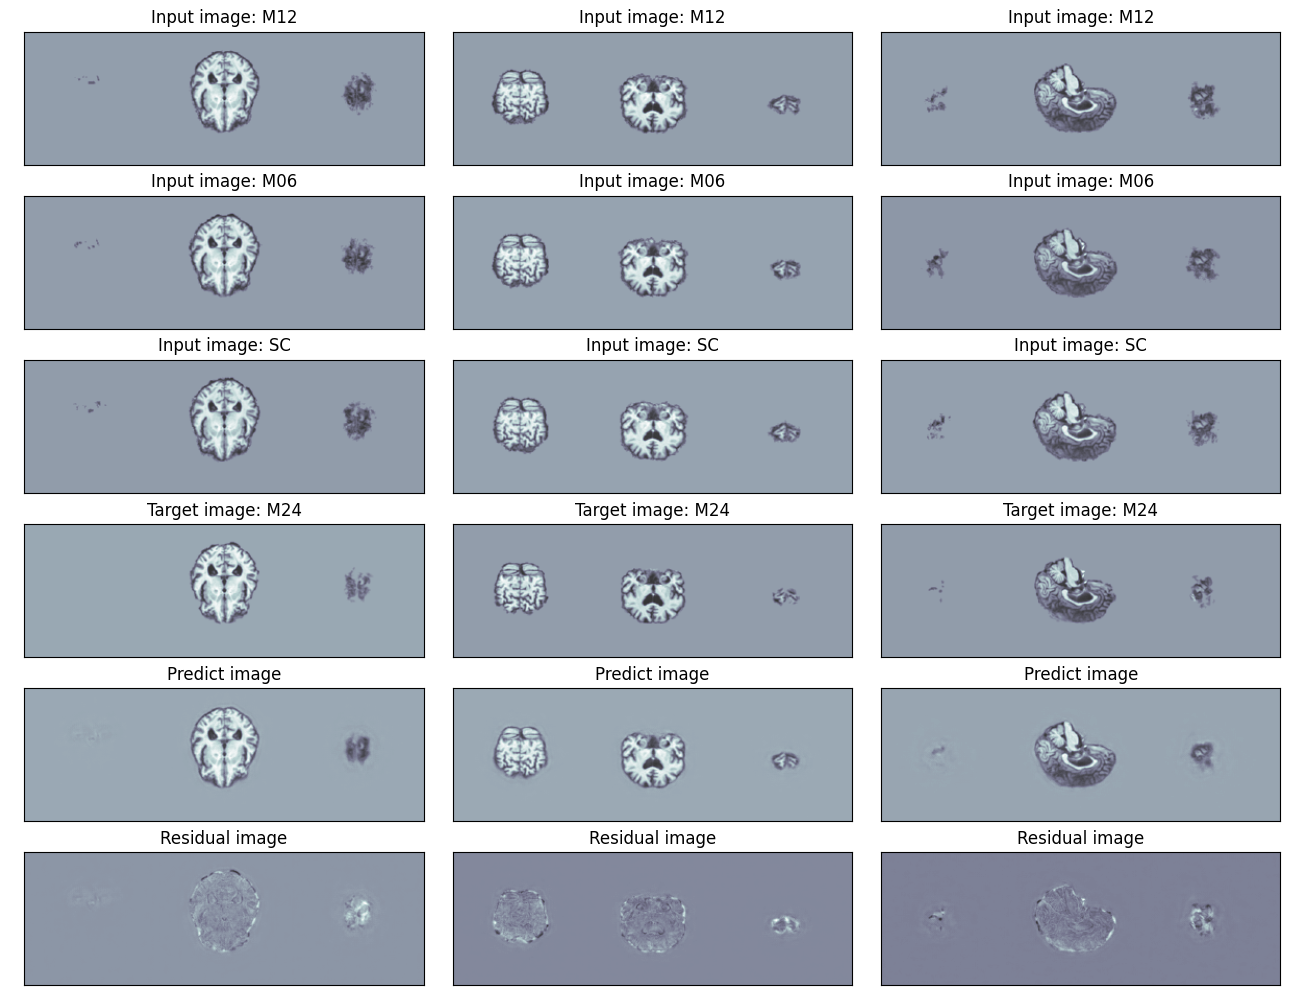 Input image: M12 Input image: M12 Input image: M12
Input image: M06 Input image: M06 Input image: M06
Input image: SC Input image: SC Input image: SC
Target image: M24 Target image: M24 Target image: M24
Predict image Predict image Predict image
Residual image Residual image Residual image